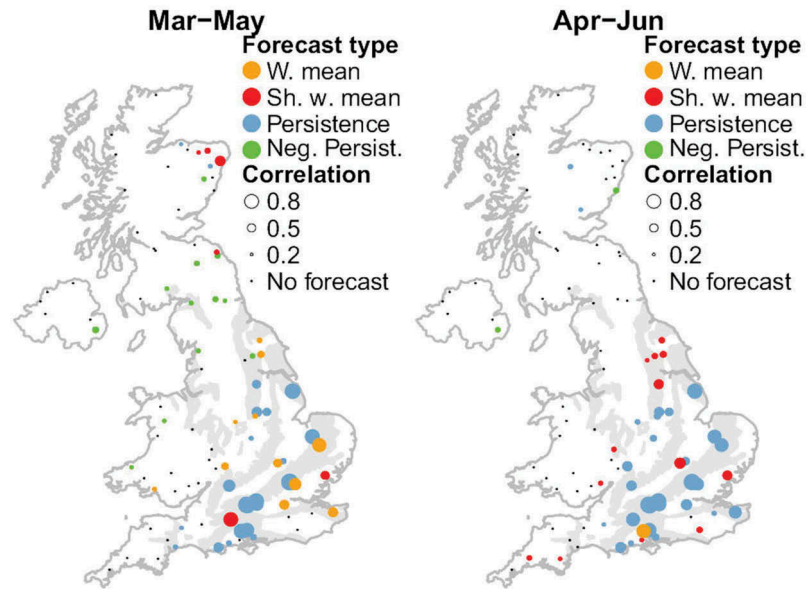 Mar−May
Forecast type
W. mean
Sh. w. mean
Persistence
Neg. Persist.
Correlation
0.8
0.5
0.2
No forecast
Apr−Jun
Forecast type
W. mean
Sh. w. mean
Persistence
Neg. Persist.
Correlation
0.8
0.5
0.2
No forecast